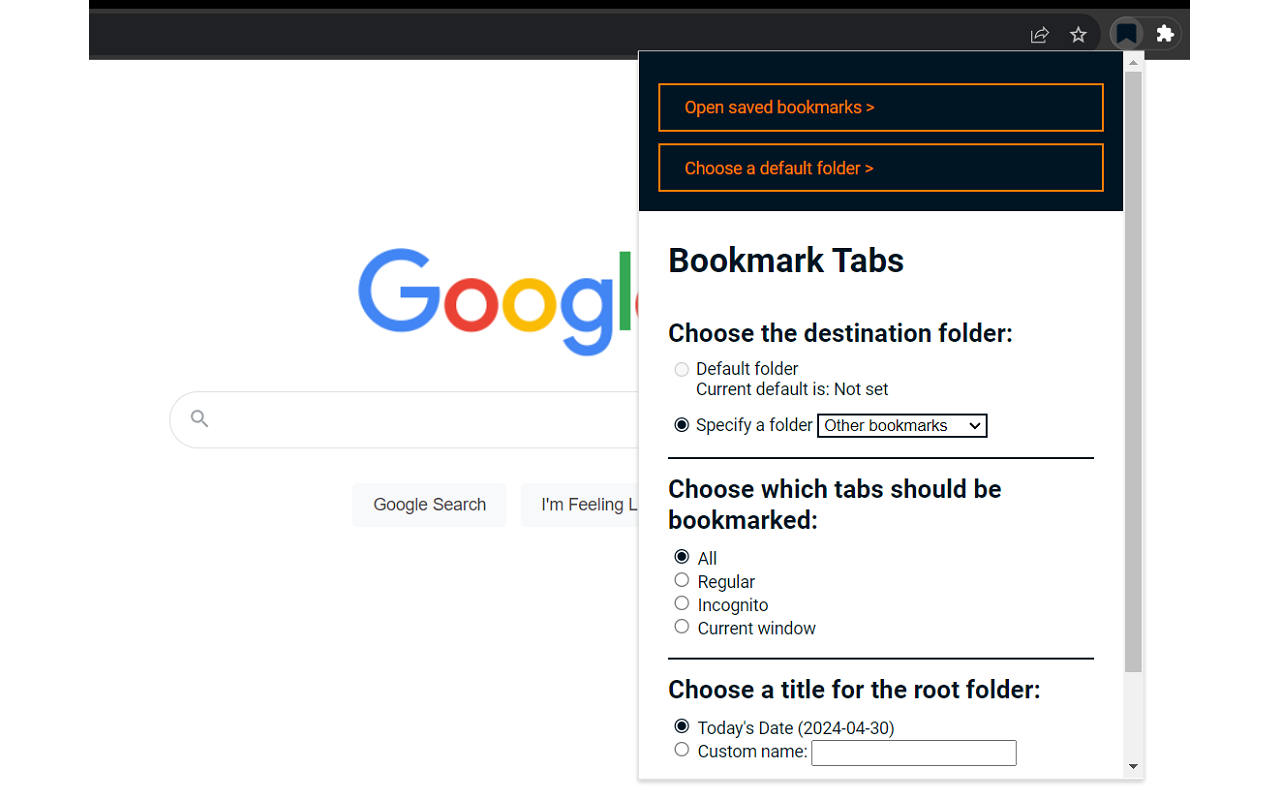 Open saved bookmarks >
Choose a default folder >
Bookmark Tabs
Choose the destination folder:
Default folder
Current default is: Not set
Specify a folder Other bookmarks
Choose which tabs should be
bookmarked:
All
Regular
Incognito
Current window
Choose a title for the root folder:
Today's Date (2024-04-30)
Custom name:
Googl
Google Search
I'm Feeling L